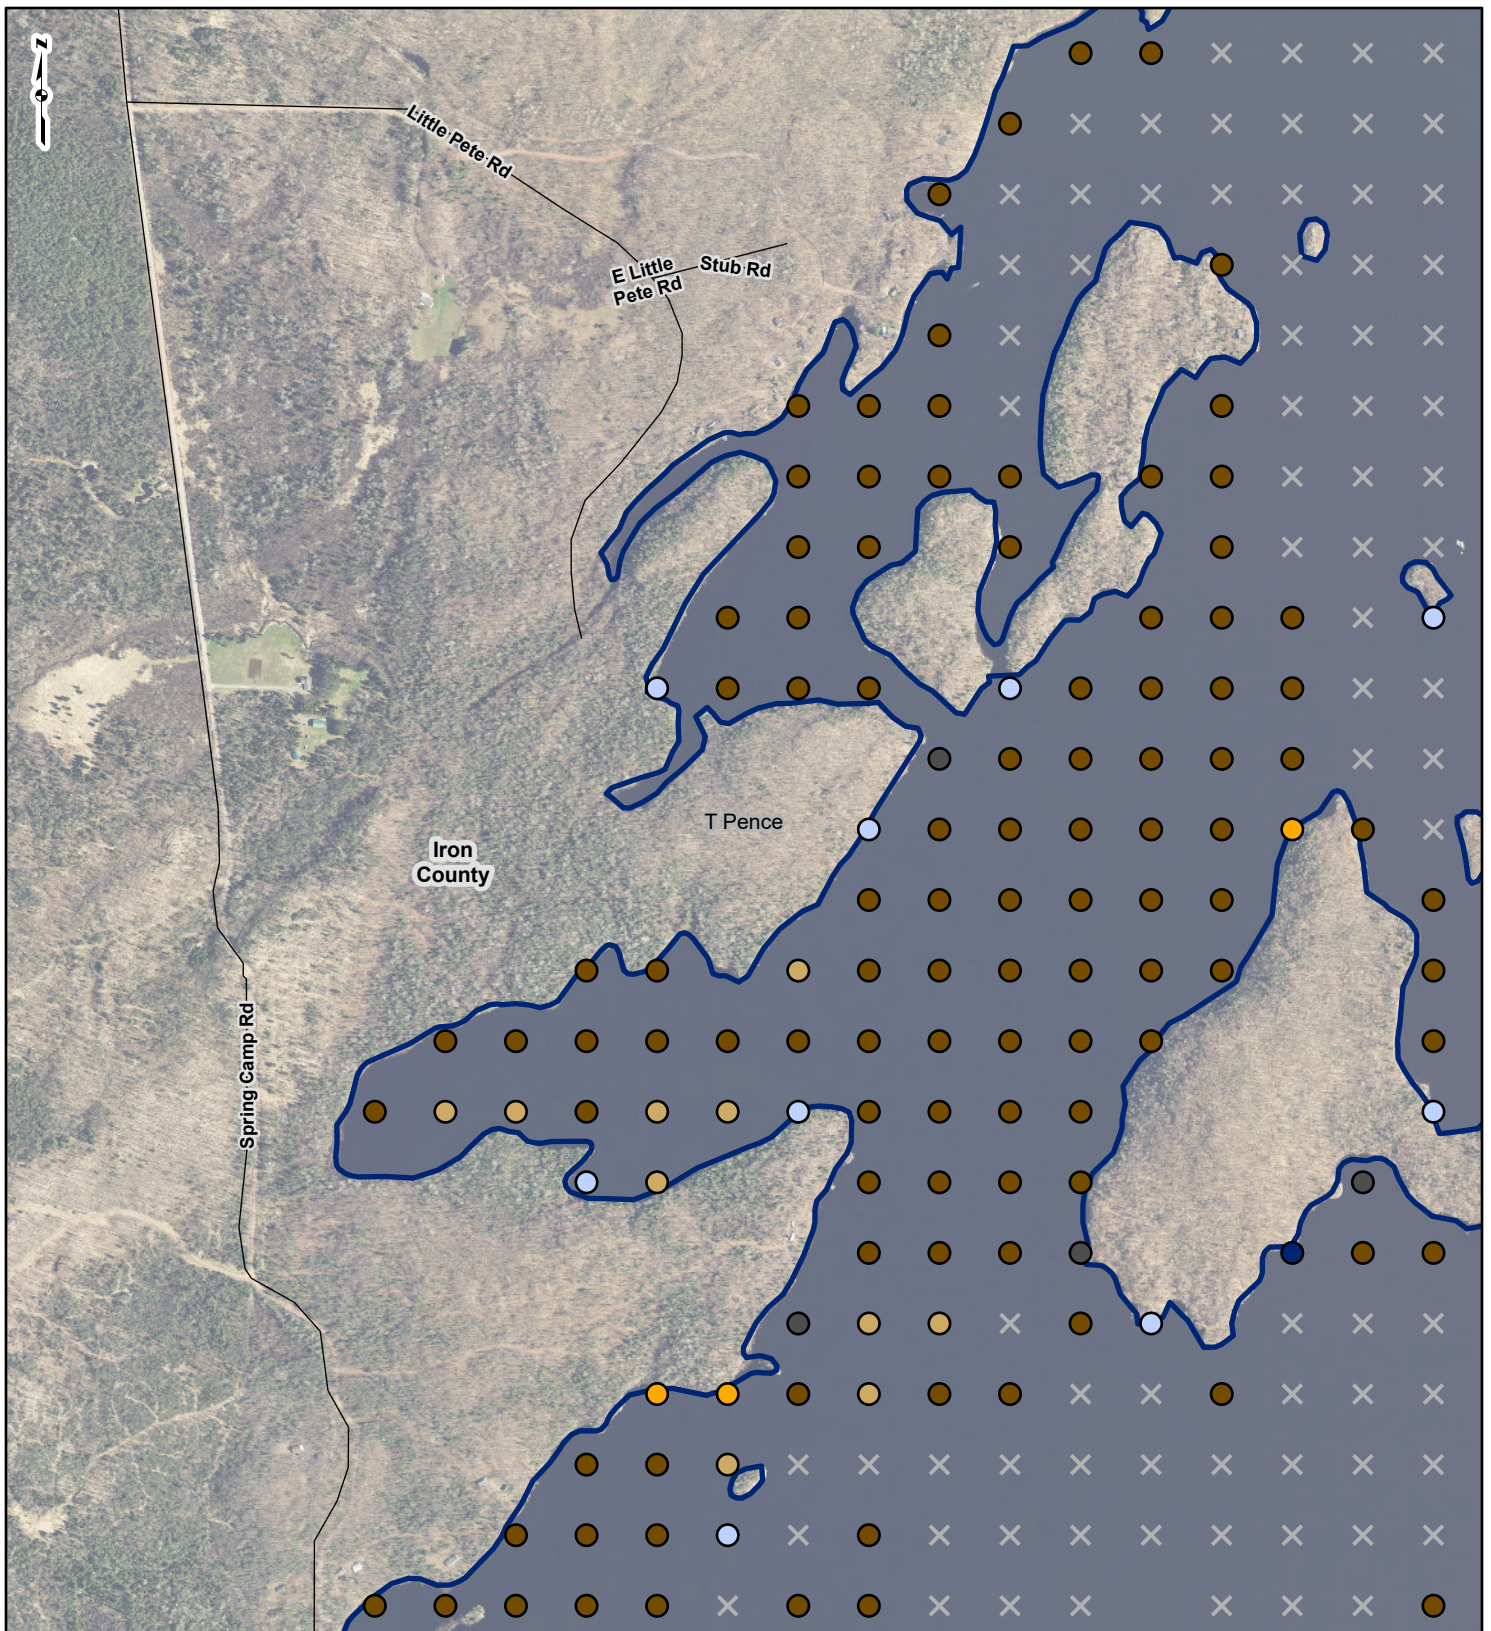 N
Little Pete Rd
E Little
Pete Rd
Stub Rd
T Pence
Iron
County
Spring Camp Rd